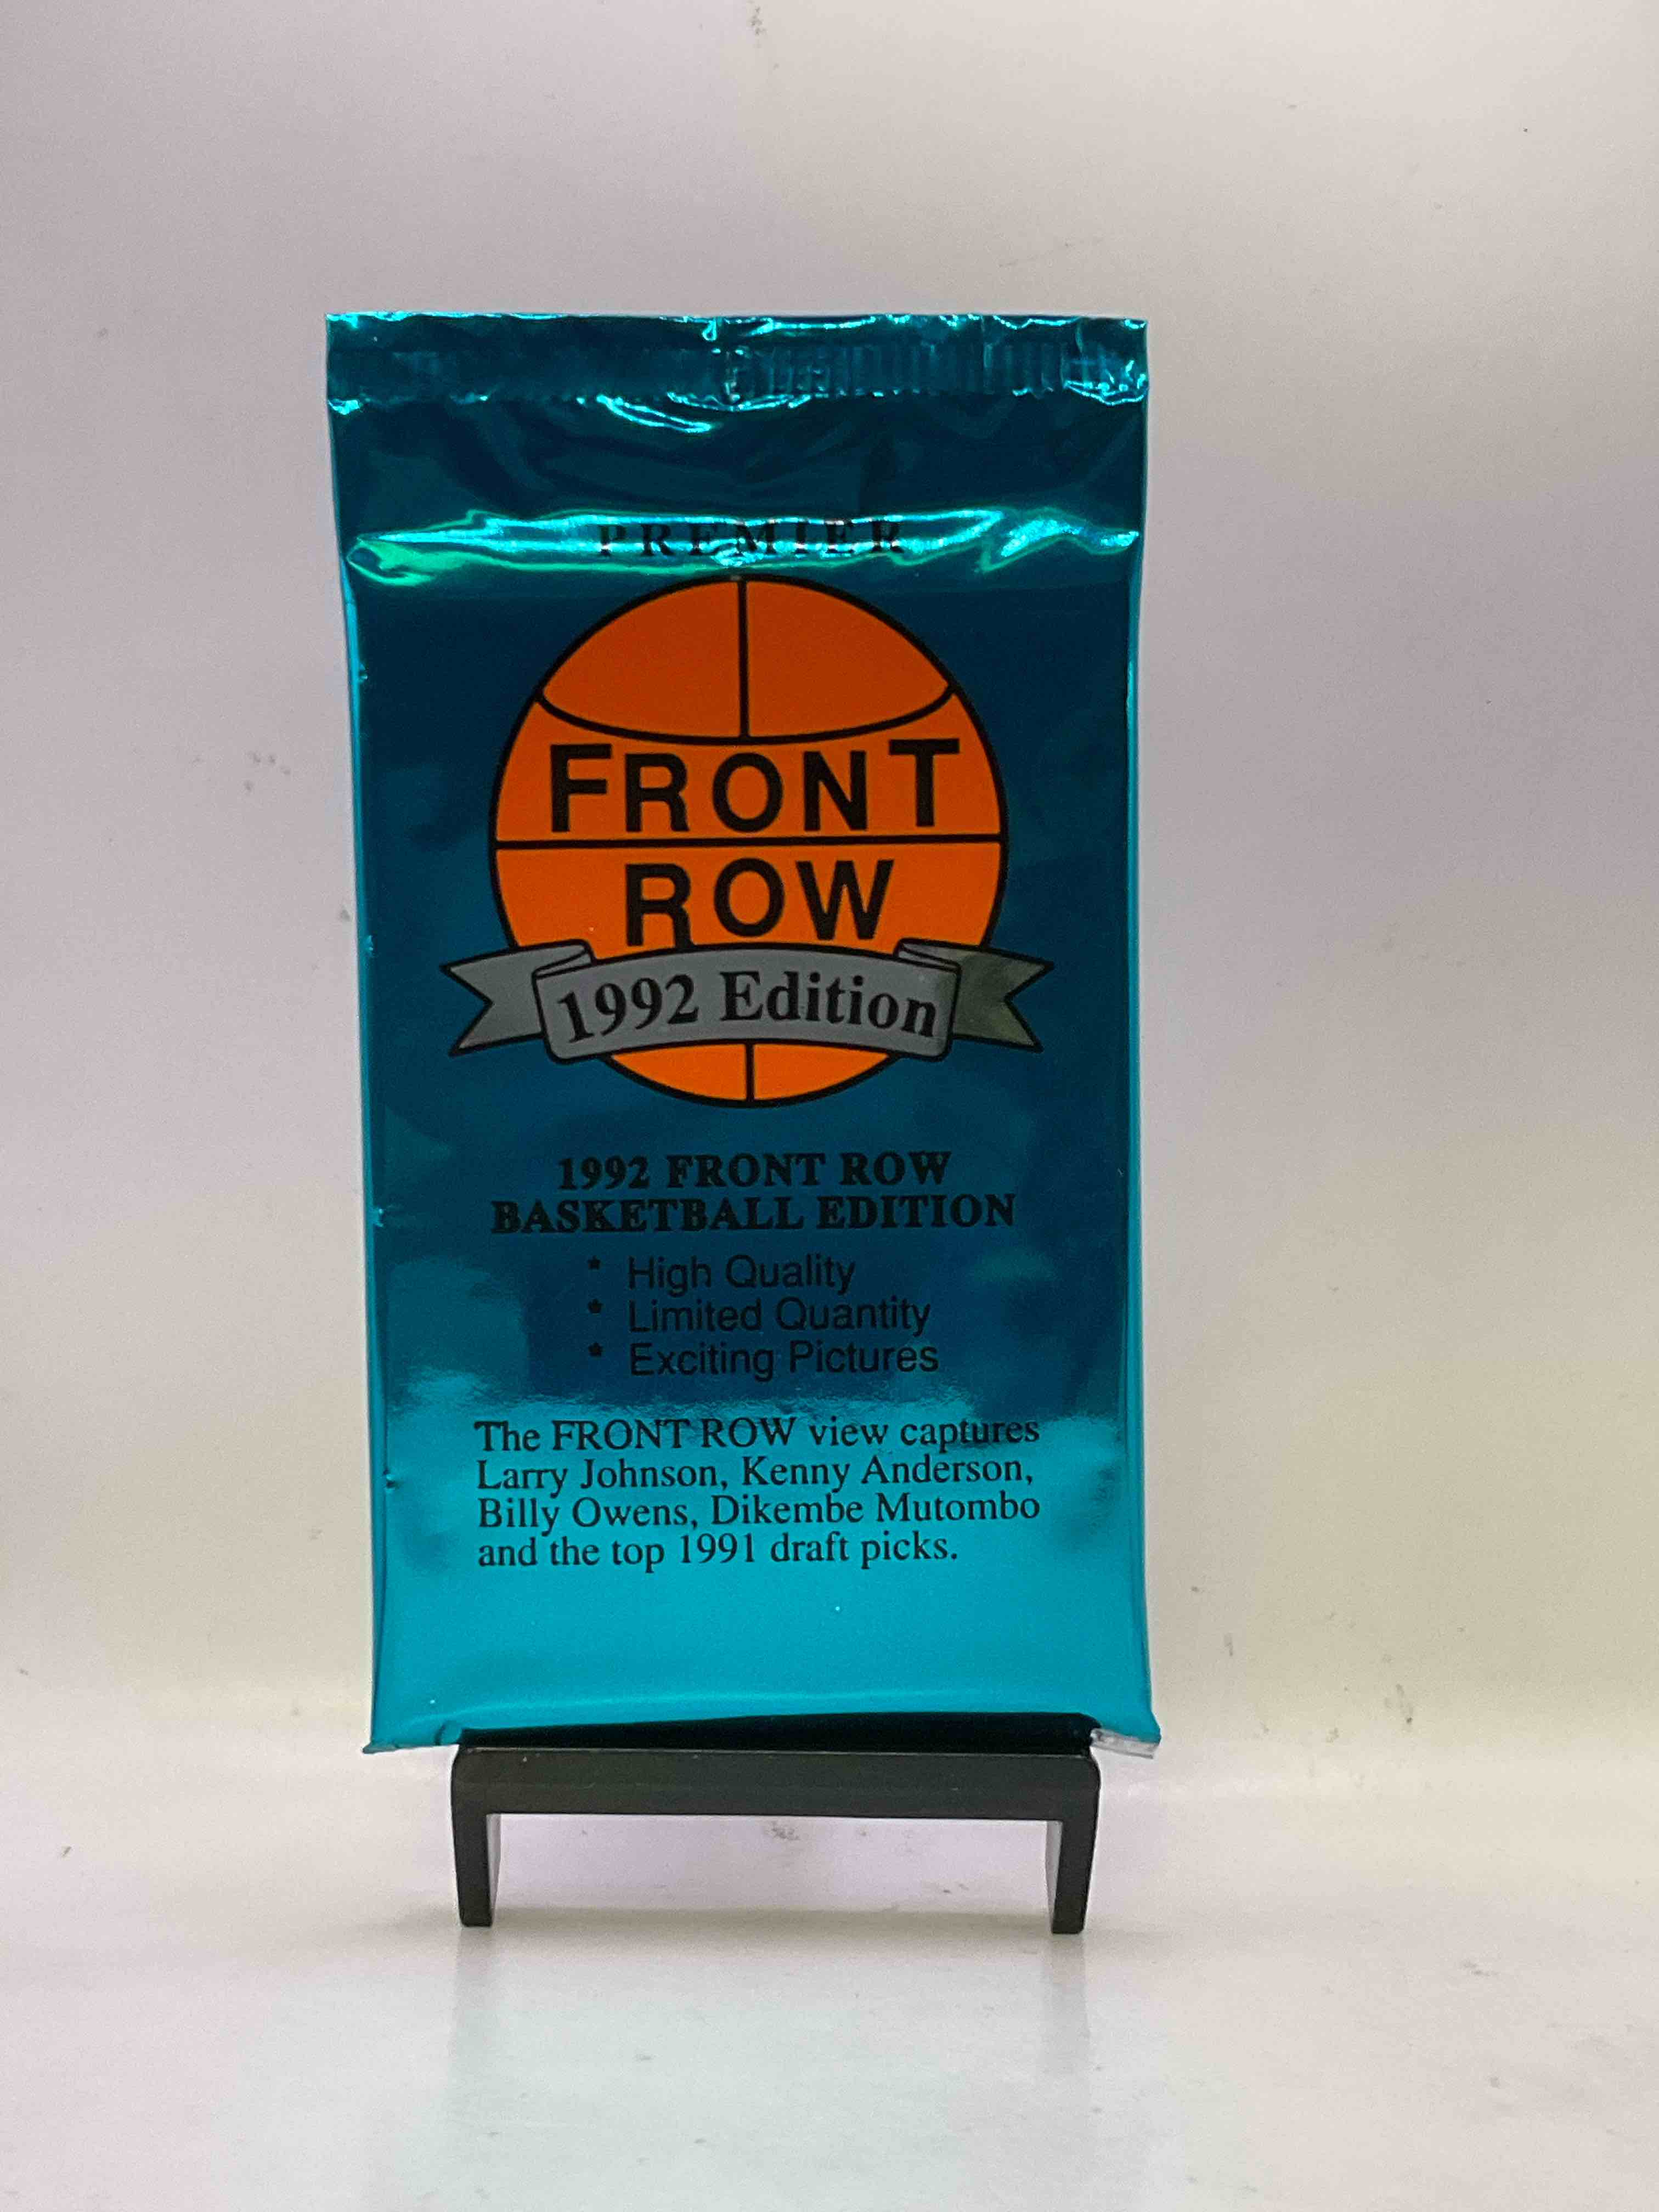 PREMIER
FRONT
ROW
1992 Edition
1992 FRONT ROW
BASKETBALL EDITION
* High Quality
* Limited Quantity
* Exciting Pictures
The FRONT ROW view captures
Larry Johnson, Kenny Anderson,
Billy Owens, Dikembe Mutombo
and the top 1991 draft picks.